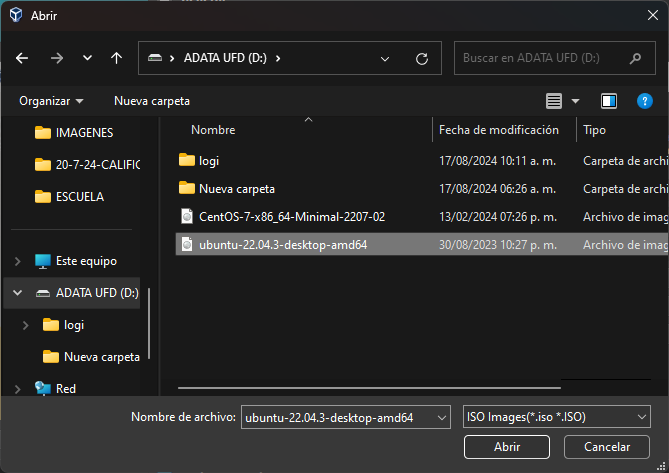 Abrir
ADATA UFD (D:)
Buscar en ADATA UFD (D:)
Organizar
Nueva carpeta
IMAGENES
20-7-24-CALIFIC
ESCUELA
Este equipo
ADATA UFD (D:)
logi
Nueva carpeta
Red
Nombre Fecha de modificación Tipo
logi 17/08/2024 10:11 a. m. Carpeta de archi
Nueva carpeta 17/08/2024 06:26 a. m. Carpeta de archi
CentOS-7-x86_64-Minimal-2207-02 13/02/2024 07:26 p. m. Archivo de imag
ubuntu-22.04.3-desktop-amd64 30/08/2023 10:27 p. m. Archivo de imag
Nombre de archivo: ubuntu-22.04.3-desktop-amd64 ISO Images(*.iso *.ISO)
Abrir Cancelar